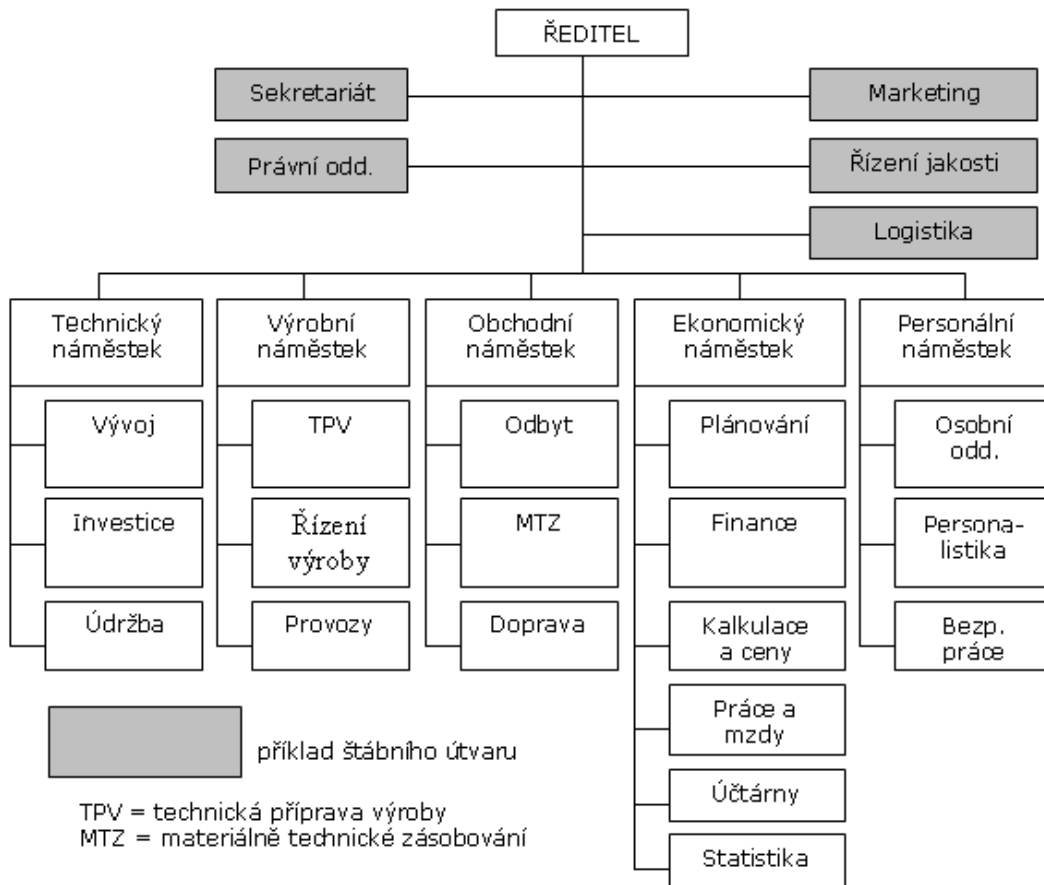 ŘEDITEL
Sekretariát
Marketing
Právní odd.
Řízení jakosti
Logistika
Technický
náměstek
Výrobní
náměstek
Obchodní
náměstek
Ekonomický
náměstek
Personální
náměstek
Vývoj
TPV
Odbyt
Plánování
Osobní
odd.
Investice
Řízení
výroby
MTZ
Finance
Persona-
listika
Údržba
Provozy
Doprava
Kalkulace
a ceny
Bezp.
práce
Práce a
mzdy
Účtárny
Statistika
příklad štábního útvaru
TPV = technická příprava výroby
MTZ = materiálně technické zásobování